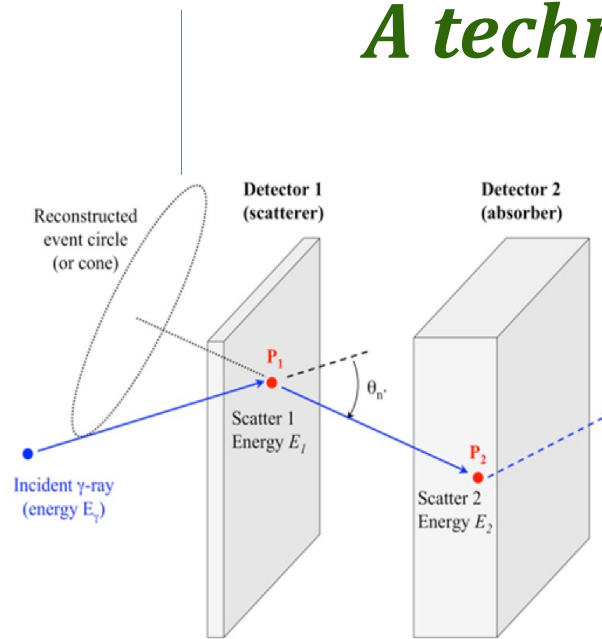 A techn
Detector 1
(scatterer)
Detector 2
(absorber)
Reconstructed
event circle
(or cone)
P₁
θₙ·
Scatter 1
Energy E₁
P₂
Scatter 2
Energy E₂
Incident γ-ray
(energy Eᵧ)